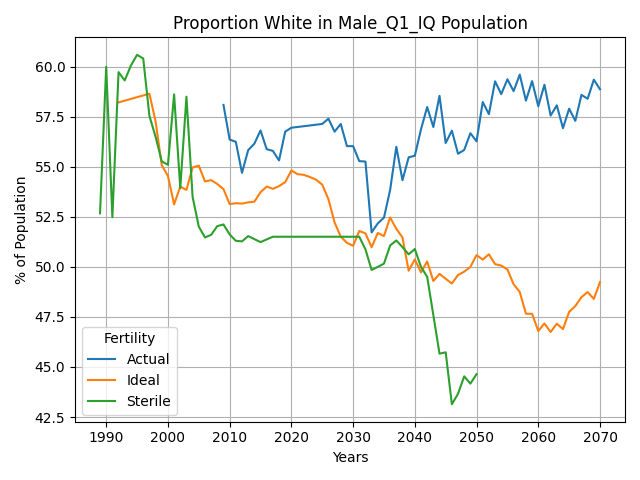 Proportion White in Male_Q1_IQ Population
% of Population
60.0
57.5
55.0
52.5
50.0
47.5
45.0
42.5
Fertility
Actual
Ideal
Sterile
1990 2000 2010 2020 2030 2040 2050 2060 2070
Years